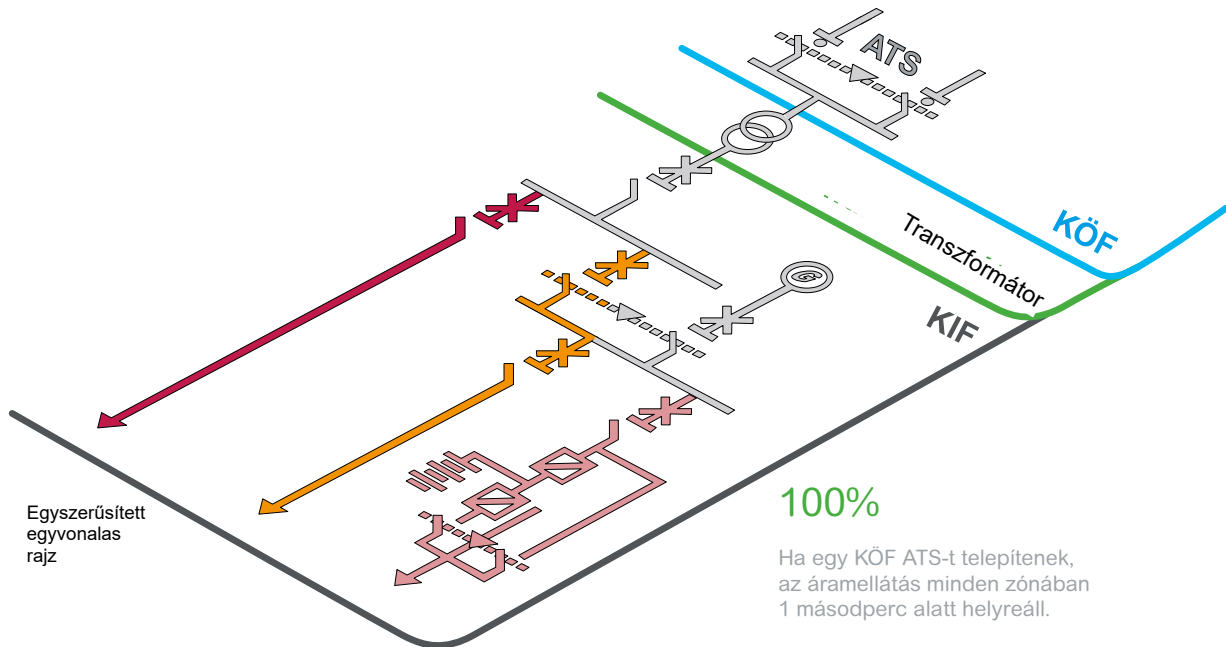 ATS
KÖF
Transzformátor
KIF
G
Egyszerűsített
egyvonalas
rajz
100%
Ha egy KÖF ATS-t telepítenek,
az áramellátás minden zónában
1 másodperc alatt helyreáll.